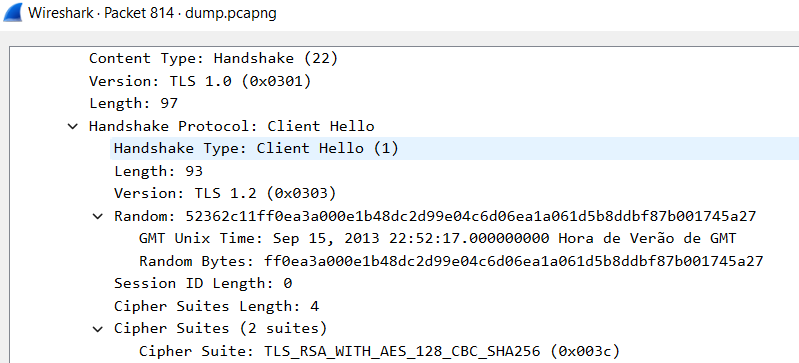 Wireshark · Packet 814 · dump.pcapng
Content Type: Handshake (22)
Version: TLS 1.0 (0x0301)
Length: 97
Handshake Protocol: Client Hello
Handshake Type: Client Hello (1)
Length: 93
Version: TLS 1.2 (0x0303)
Random: 52362c11ff0ea3a000e1b48dc2d99e04c6d06ea1a061d5b8ddbf87b001745a27
GMT Unix Time: Sep 15, 2013 22:52:17.000000000 Hora de Verão de GMT
Random Bytes: ff0ea3a000e1b48dc2d99e04c6d06ea1a061d5b8ddbf87b001745a27
Session ID Length: 0
Cipher Suites Length: 4
Cipher Suites (2 suites)
Cipher Suite: TLS_RSA_WITH_AES_128_CBC_SHA256 (0x003c)